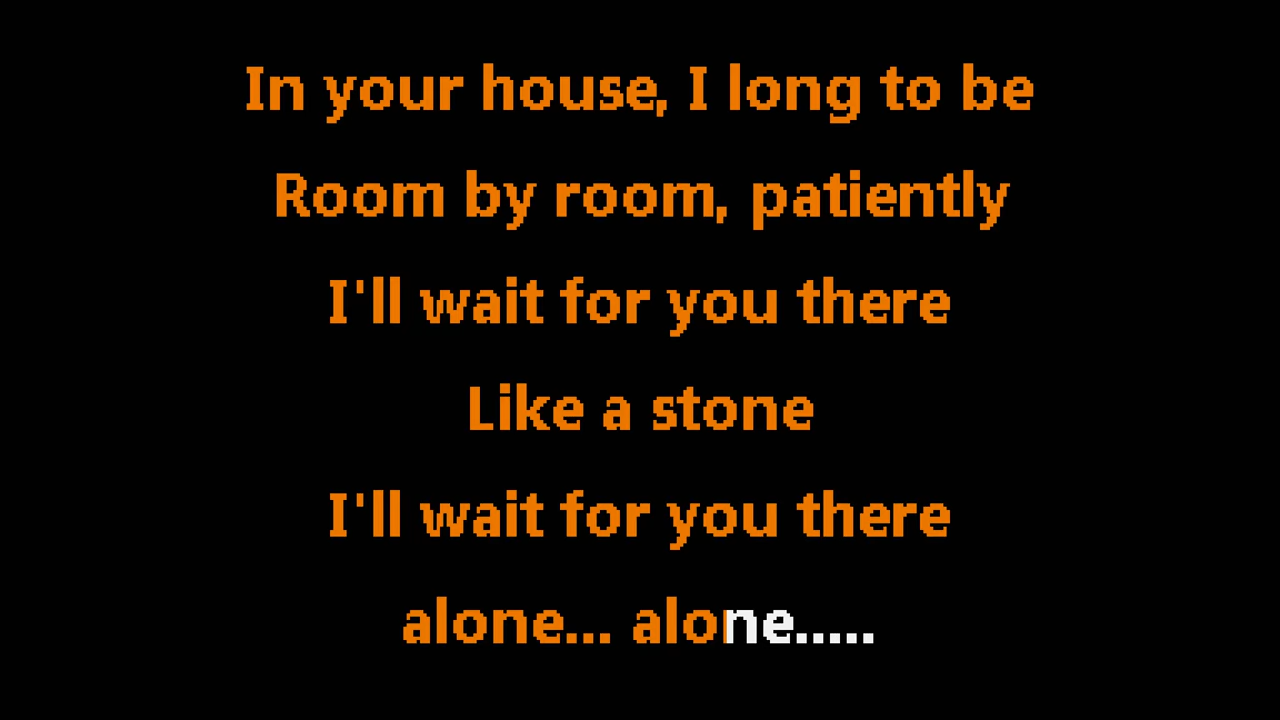 In your house, I long to be
Room by room, patiently
I'll wait for you there
Like a stone
I'll wait for you there
alone... alone.....